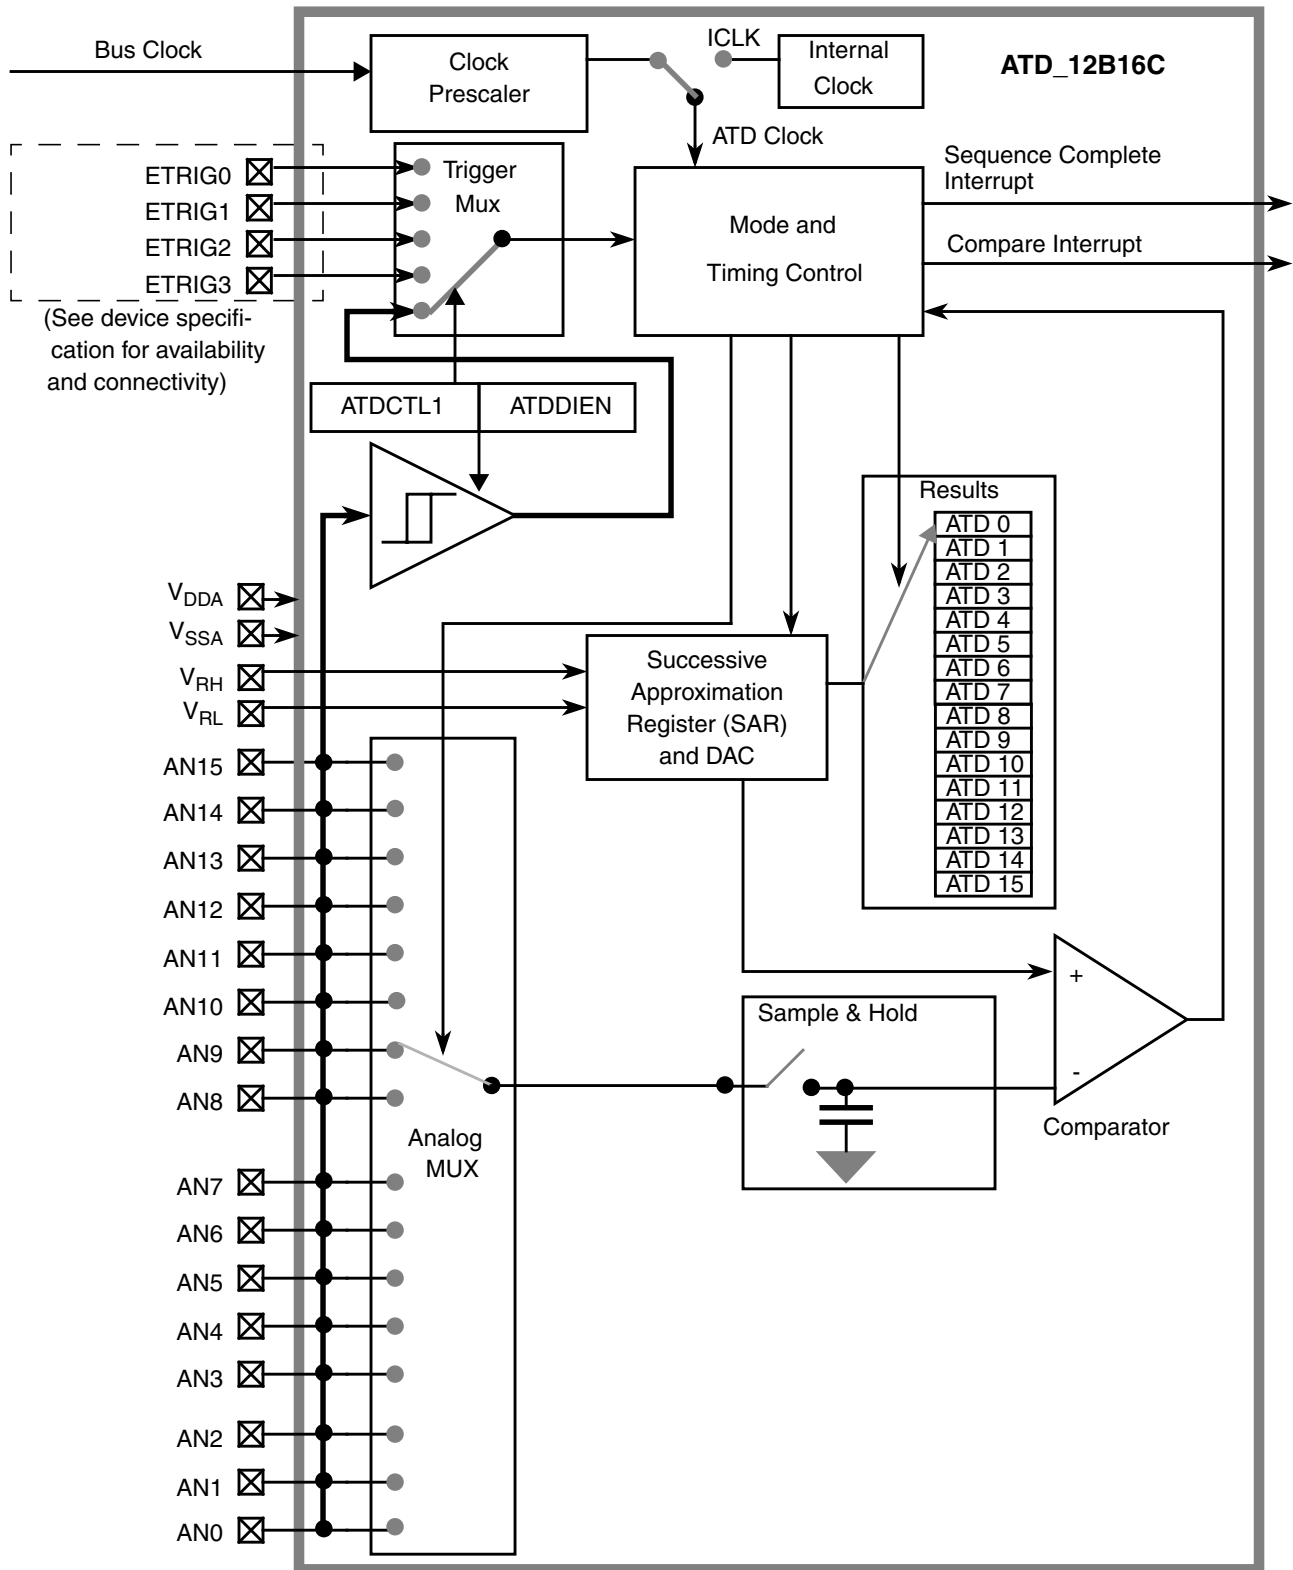 Bus Clock
Clock
Prescaler
ICLK
Internal
Clock
ATD_12B16C
ATD Clock
ETRIG0
ETRIG1
ETRIG2
ETRIG3
(See device specifi-
cation for availability
and connectivity)
Trigger
Mux
Mode and
Timing Control
Sequence Complete
Interrupt
Compare Interrupt
ATDCTL1
ATDDIEN
Results
ATD 0
ATD 1
ATD 2
ATD 3
ATD 4
ATD 5
ATD 6
ATD 7
ATD 8
ATD 9
ATD 10
ATD 11
ATD 12
ATD 13
ATD 14
ATD 15
VDDA
VSSA
VRH
VRL
Successive
Approximation
Register (SAR)
and DAC
AN15
AN14
AN13
AN12
AN11
AN10
AN9
AN8
AN7
AN6
AN5
AN4
AN3
AN2
AN1
AN0
Analog
MUX
Sample & Hold
+
-
Comparator